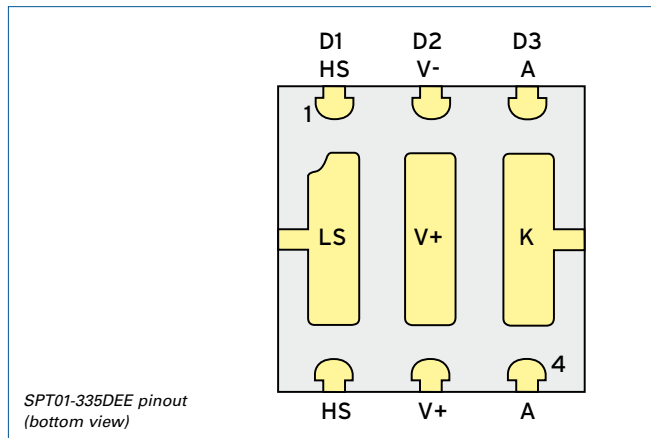 D1 D2 D3
HS V- A
1
LS V+ K
4
HS V+ A
SPT01-335DEE pinout
(bottom view)